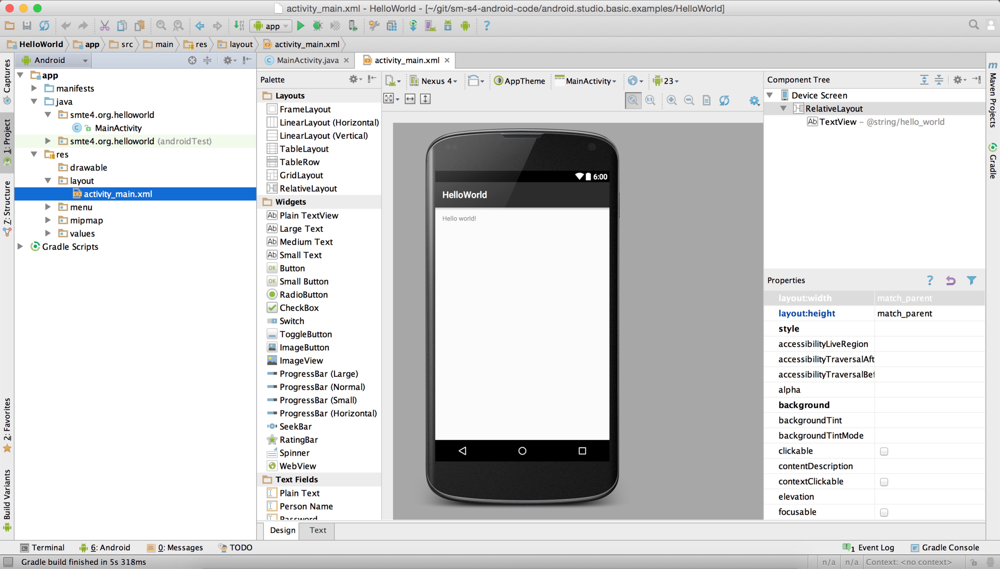 activity_main.xml - HelloWorld - [~/git/sm-s4-android-code/android.studio.basic.examples/HelloWorld]
app
HelloWorld app src main res layout activity_main.xml
Android
MainActivity.java activity_main.xml
Captures
1: Project
7: Structure
2: Favorites
Build Variants
app
manifests
java
smte4.org.helloworld
MainActivity
smte4.org.helloworld (androidTest)
res
drawable
layout
activity_main.xml
menu
mipmap
values
Gradle Scripts
Palette
Layouts
FrameLayout
LinearLayout (Horizontal)
LinearLayout (Vertical)
TableLayout
TableRow
GridLayout
RelativeLayout
Widgets
Plain TextView
Large Text
Medium Text
Small Text
Button
Small Button
RadioButton
CheckBox
Switch
ToggleButton
ImageButton
ImageView
ProgressBar (Large)
ProgressBar (Normal)
ProgressBar (Small)
ProgressBar (Horizontal)
SeekBar
RatingBar
Spinner
WebView
Text Fields
Plain Text
Person Name
Password
Nexus 4 AppTheme MainActivity 23
6:00
HelloWorld
Hello world!
Design Text
Component Tree
Device Screen
RelativeLayout
Ab TextView – @string/hello_world
Properties
layout:width match_parent
layout:height match_parent
style
accessibilityLiveRegion
accessibilityTraversalAft
accessibilityTraversalBef
alpha
background
backgroundTint
backgroundTintMode
clickable
contentDescription
contextClickable
elevation
focusable
Maven Projects
Gradle
Terminal 6: Android 0: Messages TODO
1 Event Log Gradle Console
Gradle build finished in 5s 318ms
n/a n/a Context: <no context>